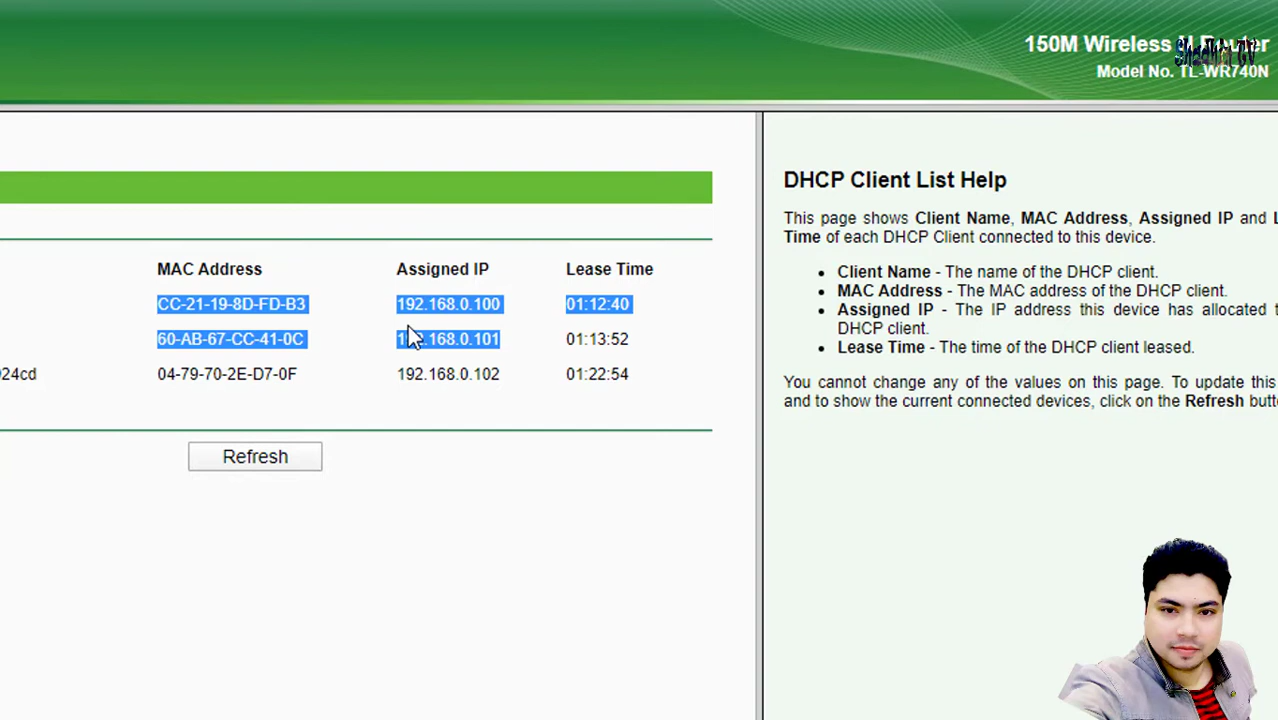 150M Wireless N Router
Shadhin TV
Model No. TL-WR740N
DHCP Client List Help
This page shows Client Name, MAC Address, Assigned IP and L
Time of each DHCP Client connected to this device.
MAC Address Assigned IP Lease Time
CC-21-19-8D-FD-B3 192.168.0.100 01:12:40
60-AB-67-CC-41-0C 192.168.0.101 01:13:52
24cd 04-79-70-2E-D7-0F 192.168.0.102 01:22:54
Refresh
• Client Name - The name of the DHCP client.
• MAC Address - The MAC address of the DHCP client.
• Assigned IP - The IP address this device has allocated t
DHCP client.
• Lease Time - The time of the DHCP client leased.
You cannot change any of the values on this page. To update this
and to show the current connected devices, click on the Refresh butt